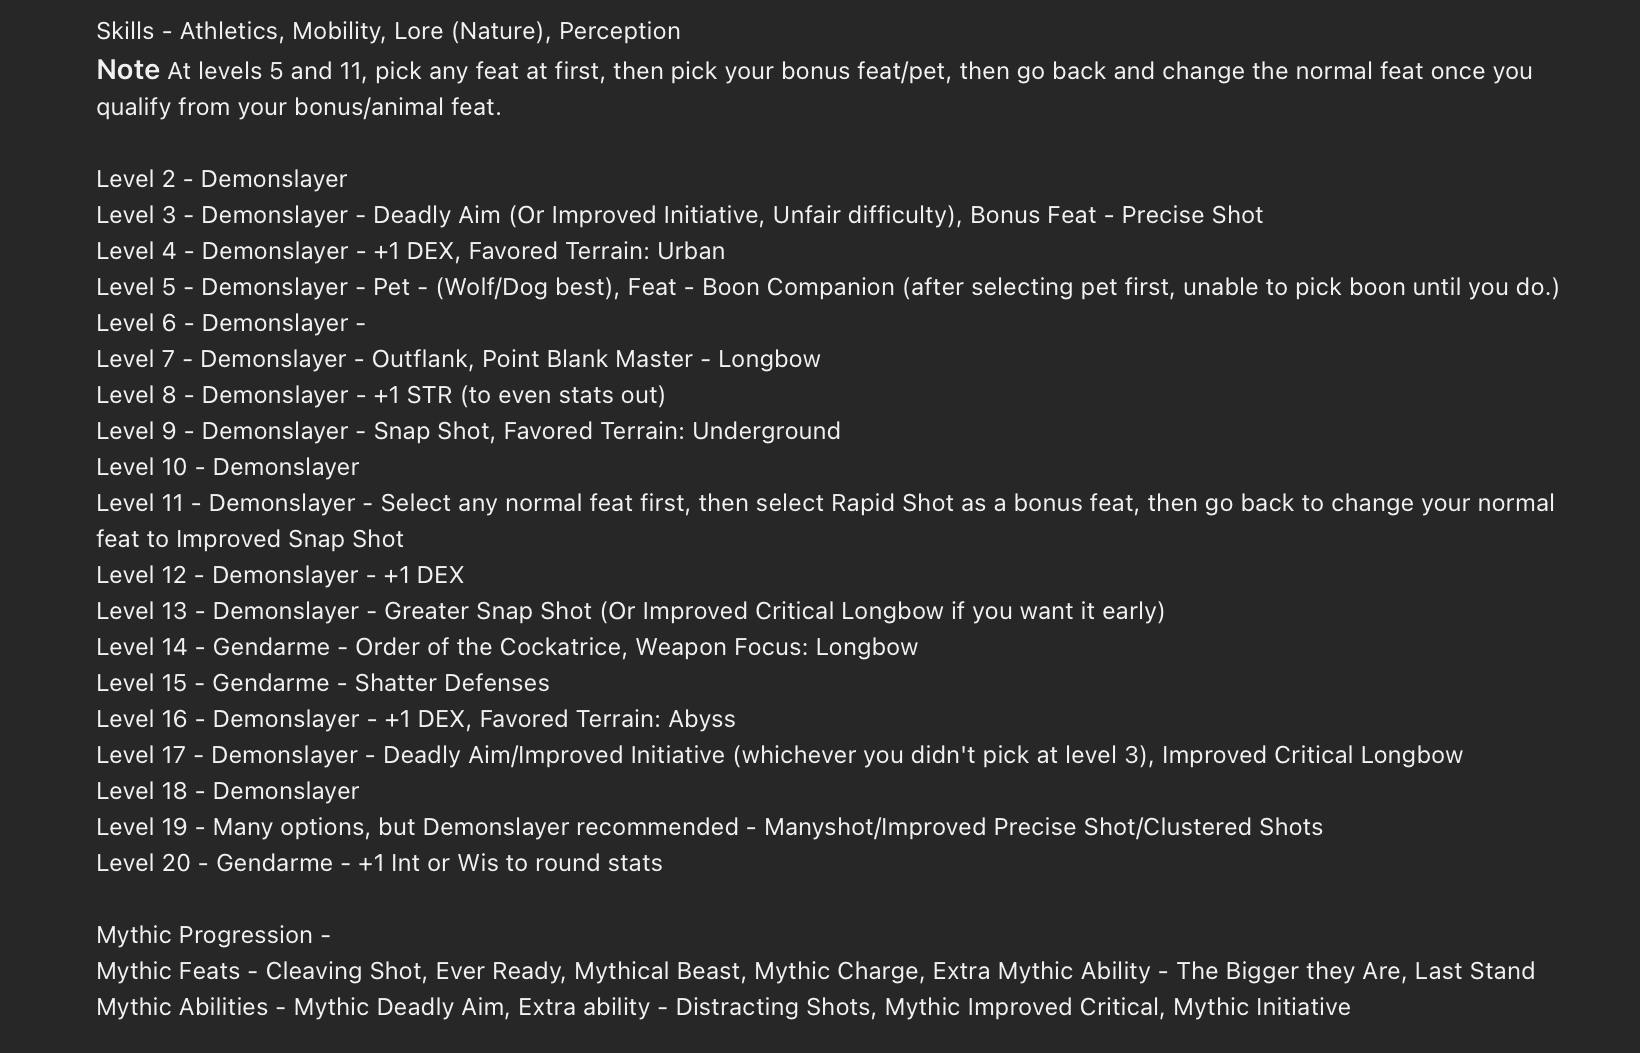 Skills - Athletics, Mobility, Lore (Nature), Perception
Note At levels 5 and 11, pick any feat at first, then pick your bonus feat/pet, then go back and change the normal feat once you
qualify from your bonus/animal feat.
Level 2 - Demonslayer
Level 3 - Demonslayer - Deadly Aim (Or Improved Initiative, Unfair difficulty), Bonus Feat - Precise Shot
Level 4 - Demonslayer - +1 DEX, Favored Terrain: Urban
Level 5 - Demonslayer - Pet - (Wolf/Dog best), Feat - Boon Companion (after selecting pet first, unable to pick boon until you do.)
Level 6 - Demonslayer -
Level 7 - Demonslayer - Outflank, Point Blank Master - Longbow
Level 8 - Demonslayer - +1 STR (to even stats out)
Level 9 - Demonslayer - Snap Shot, Favored Terrain: Underground
Level 10 - Demonslayer
Level 11 - Demonslayer - Select any normal feat first, then select Rapid Shot as a bonus feat, then go back to change your normal
feat to Improved Snap Shot
Level 12 - Demonslayer - +1 DEX
Level 13 - Demonslayer - Greater Snap Shot (Or Improved Critical Longbow if you want it early)
Level 14 - Gendarme - Order of the Cockatrice, Weapon Focus: Longbow
Level 15 - Gendarme - Shatter Defenses
Level 16 - Demonslayer - +1 DEX, Favored Terrain: Abyss
Level 17 - Demonslayer - Deadly Aim/Improved Initiative (whichever you didn't pick at level 3), Improved Critical Longbow
Level 18 - Demonslayer
Level 19 - Many options, but Demonslayer recommended - Manyshot/Improved Precise Shot/Clustered Shots
Level 20 - Gendarme - +1 Int or Wis to round stats
Mythic Progression -
Mythic Feats - Cleaving Shot, Ever Ready, Mythical Beast, Mythic Charge, Extra Mythic Ability - The Bigger they Are, Last Stand
Mythic Abilities - Mythic Deadly Aim, Extra ability - Distracting Shots, Mythic Improved Critical, Mythic Initiative